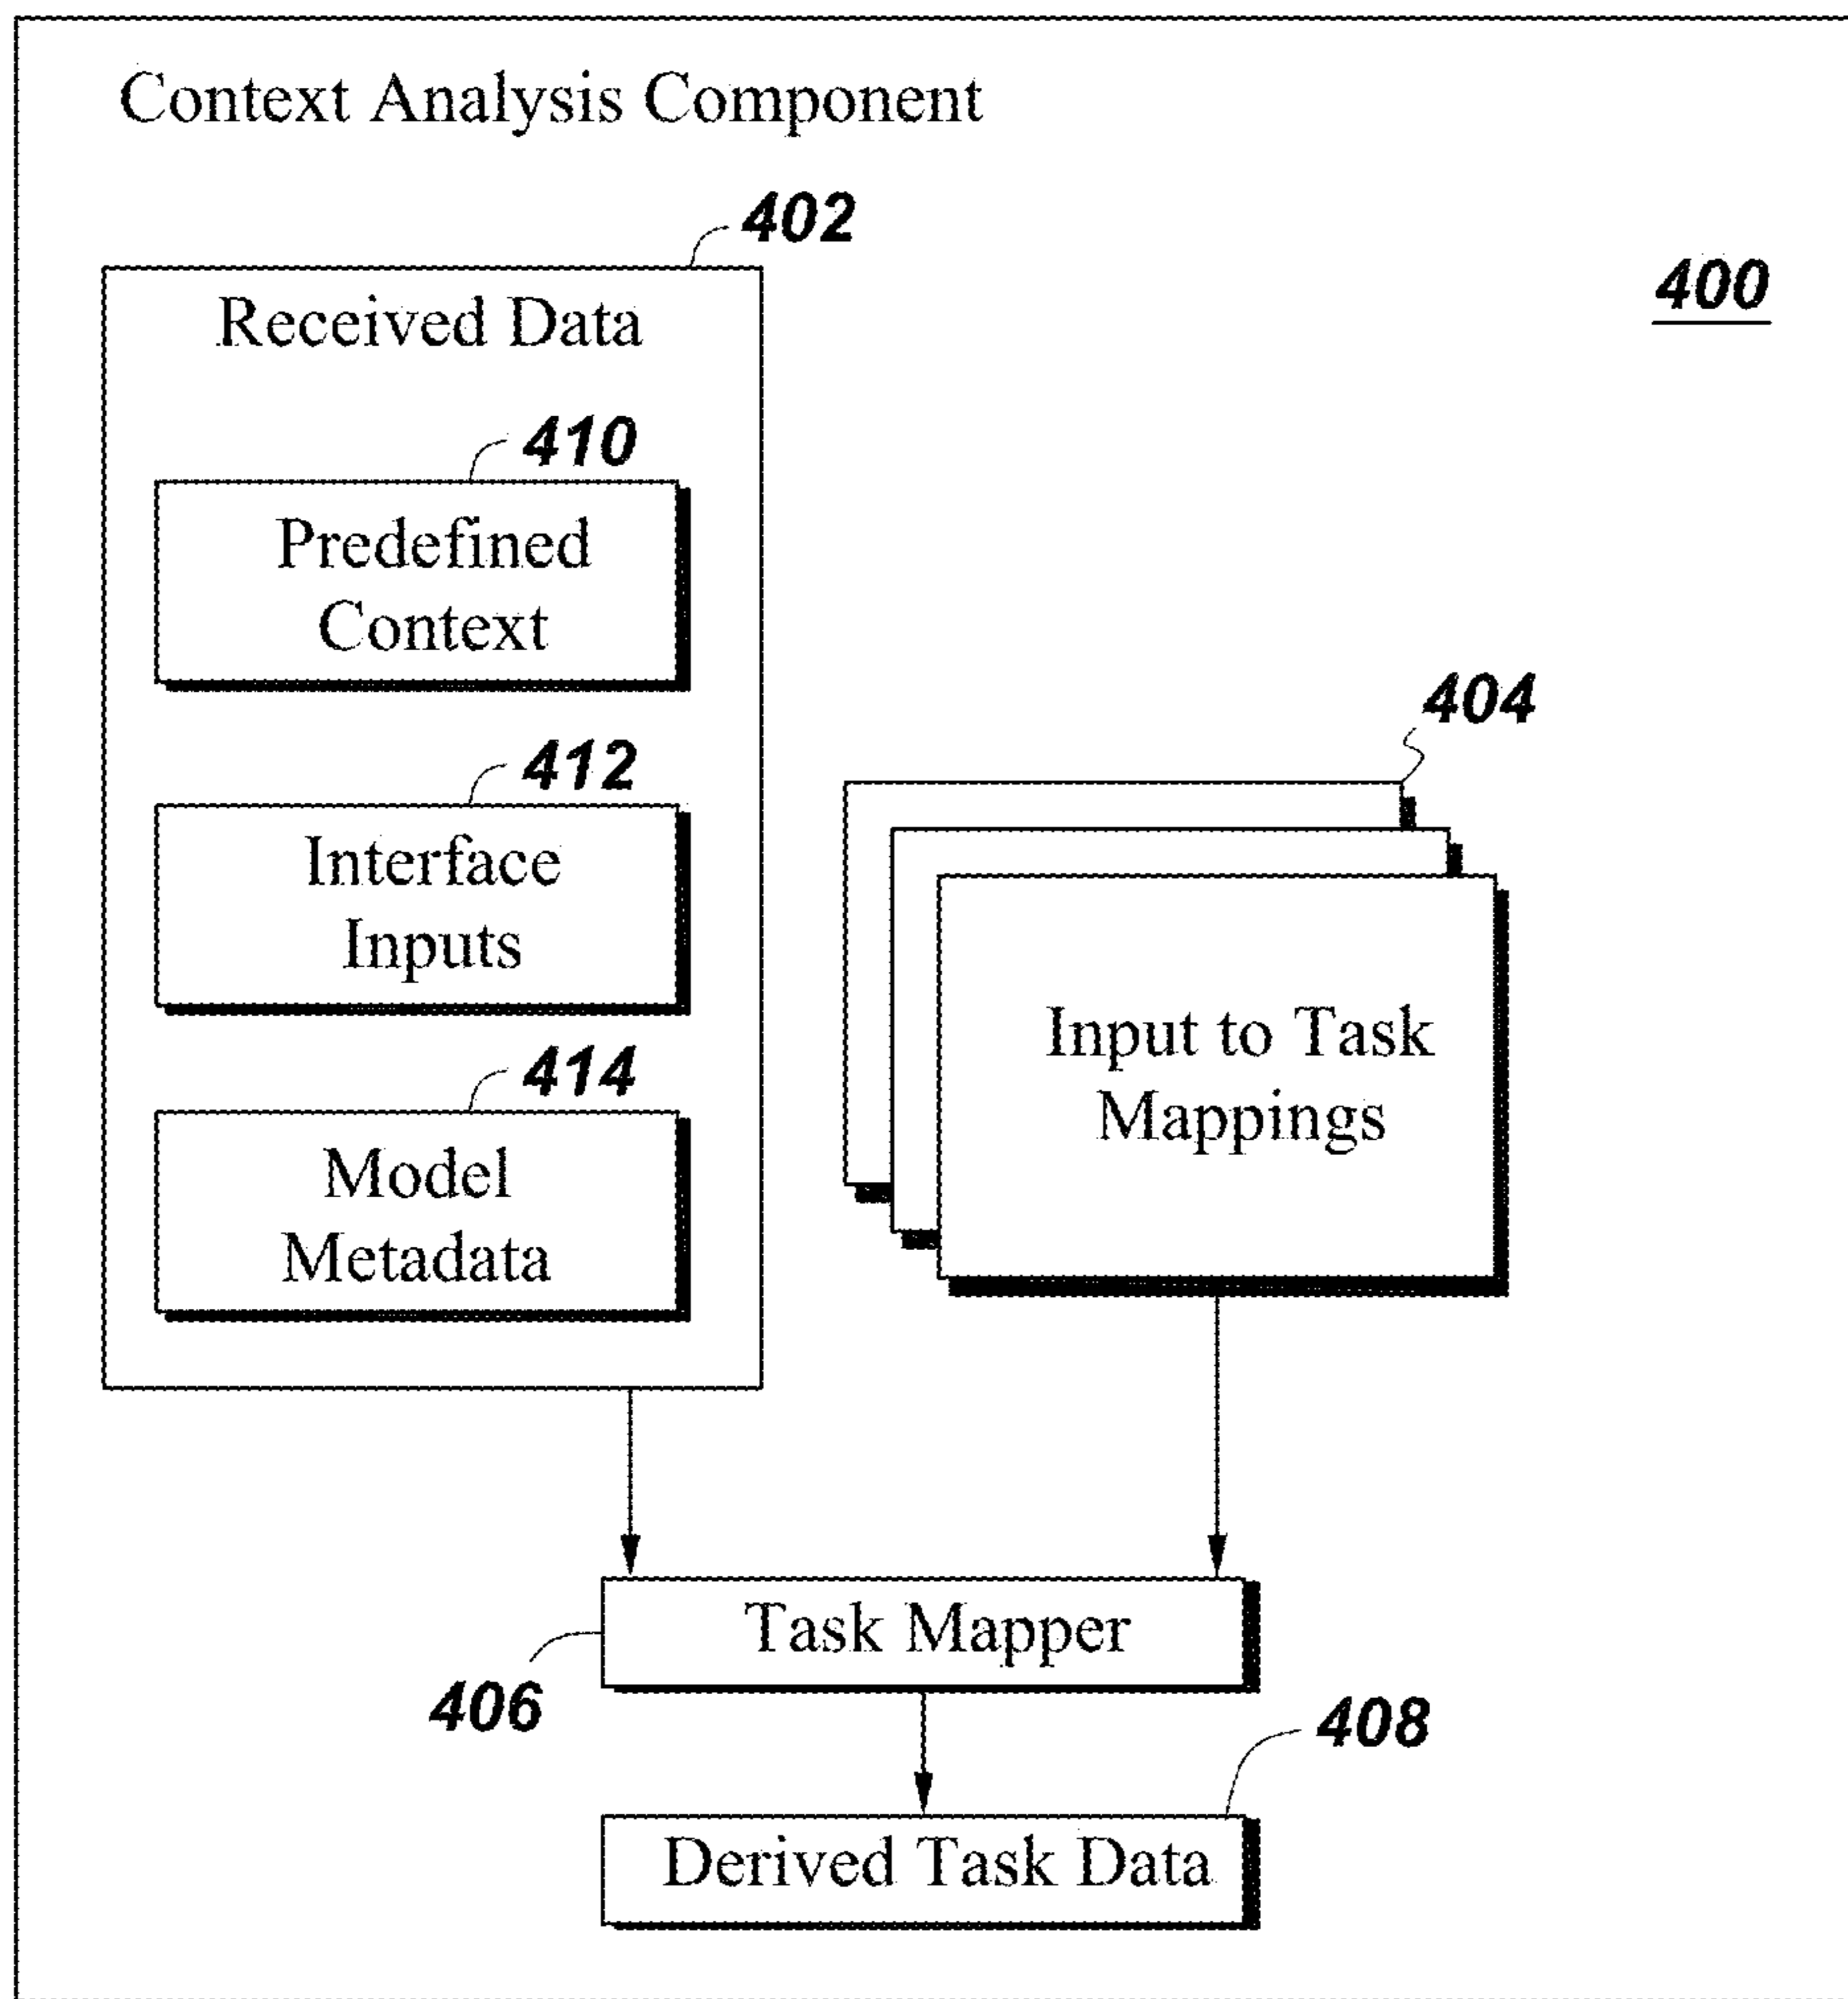 Context Analysis Component
402
400
Received Data
410
Predefined
Context
404
412
Interface
Inputs
Input to Task
Mappings
414
Model
Metadata
Task Mapper
406
408
Derived Task Data